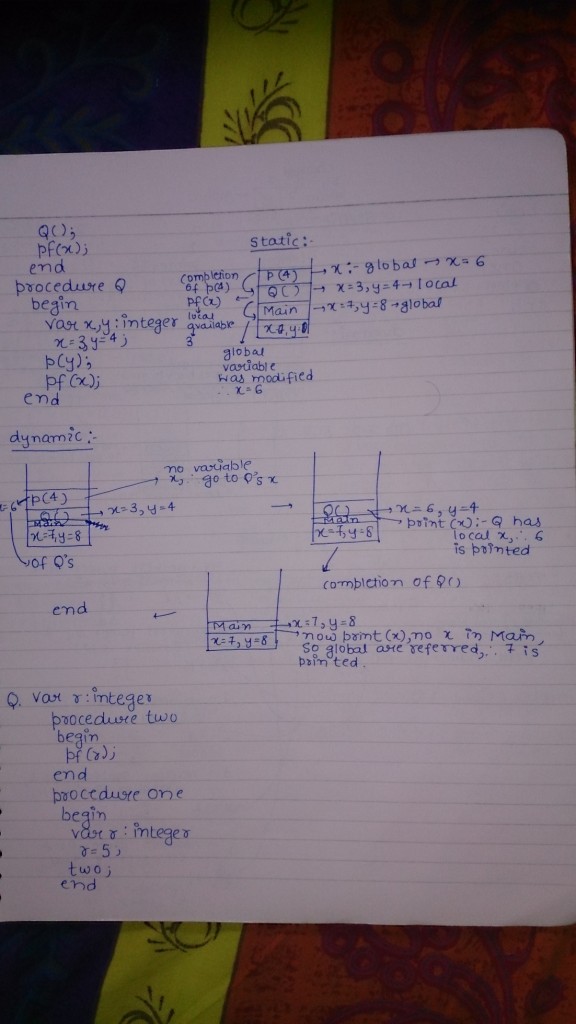 Q();
pf(x);
end
procedure Q
begin
var x,y : integer
x=3,y=4;
p(y);
pf(x);
end
Static:-
p(4) → x:- global → x=6
Q() → x=3, y=4 → local
Main → x=7, y=8 → global
completion
of p(4)
pf(x) ←
local
available
3
global
variable
was modified
∴ x=6
dynamic:-
p(4)
Q() → x=3, y=4
Main
x=7, y=8
no variable
x, ∴ go to Q's x
of Q's
→
Q() → x=6, y=4
Main → print(x):- Q has
x=7, y=8 local x, ∴ 6
is printed
completion of Q()
end ←
Main → x=7, y=8
x=7, y=8 → now print(x), no x in Main,
so global are referred, ∴ 7 is
printed.
Q. var r : integer
procedure two
begin
pf(r);
end
procedure one
begin
var r : integer
r=5;
two;
end